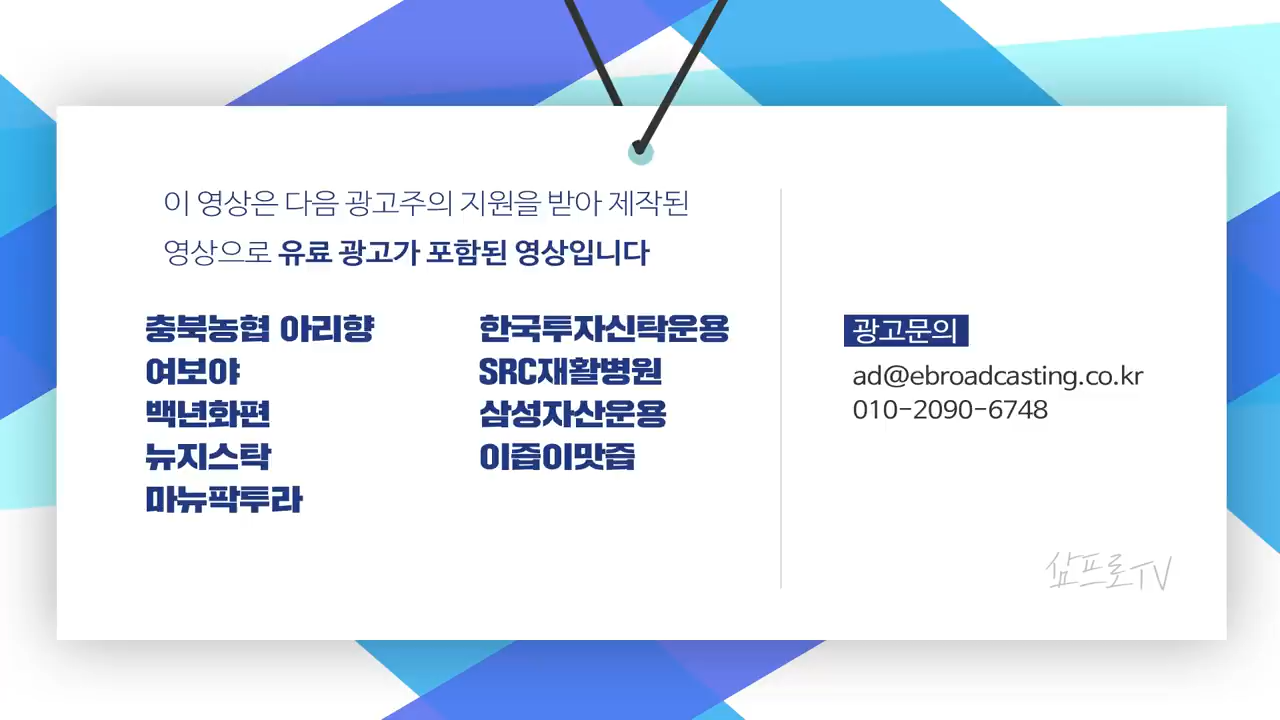 이 영상은 다음 광고주의 지원을 받아 제작된
영상으로 유료 광고가 포함된 영상입니다
충북농협 아리향
여보야
백년화편
뉴지스탁
마뉴팍투라
한국투자신탁운용
SRC재활병원
삼성자산운용
이즙이맛즙
광고문의
ad@ebroadcasting.co.kr
010-2090-6748
삼프로TV